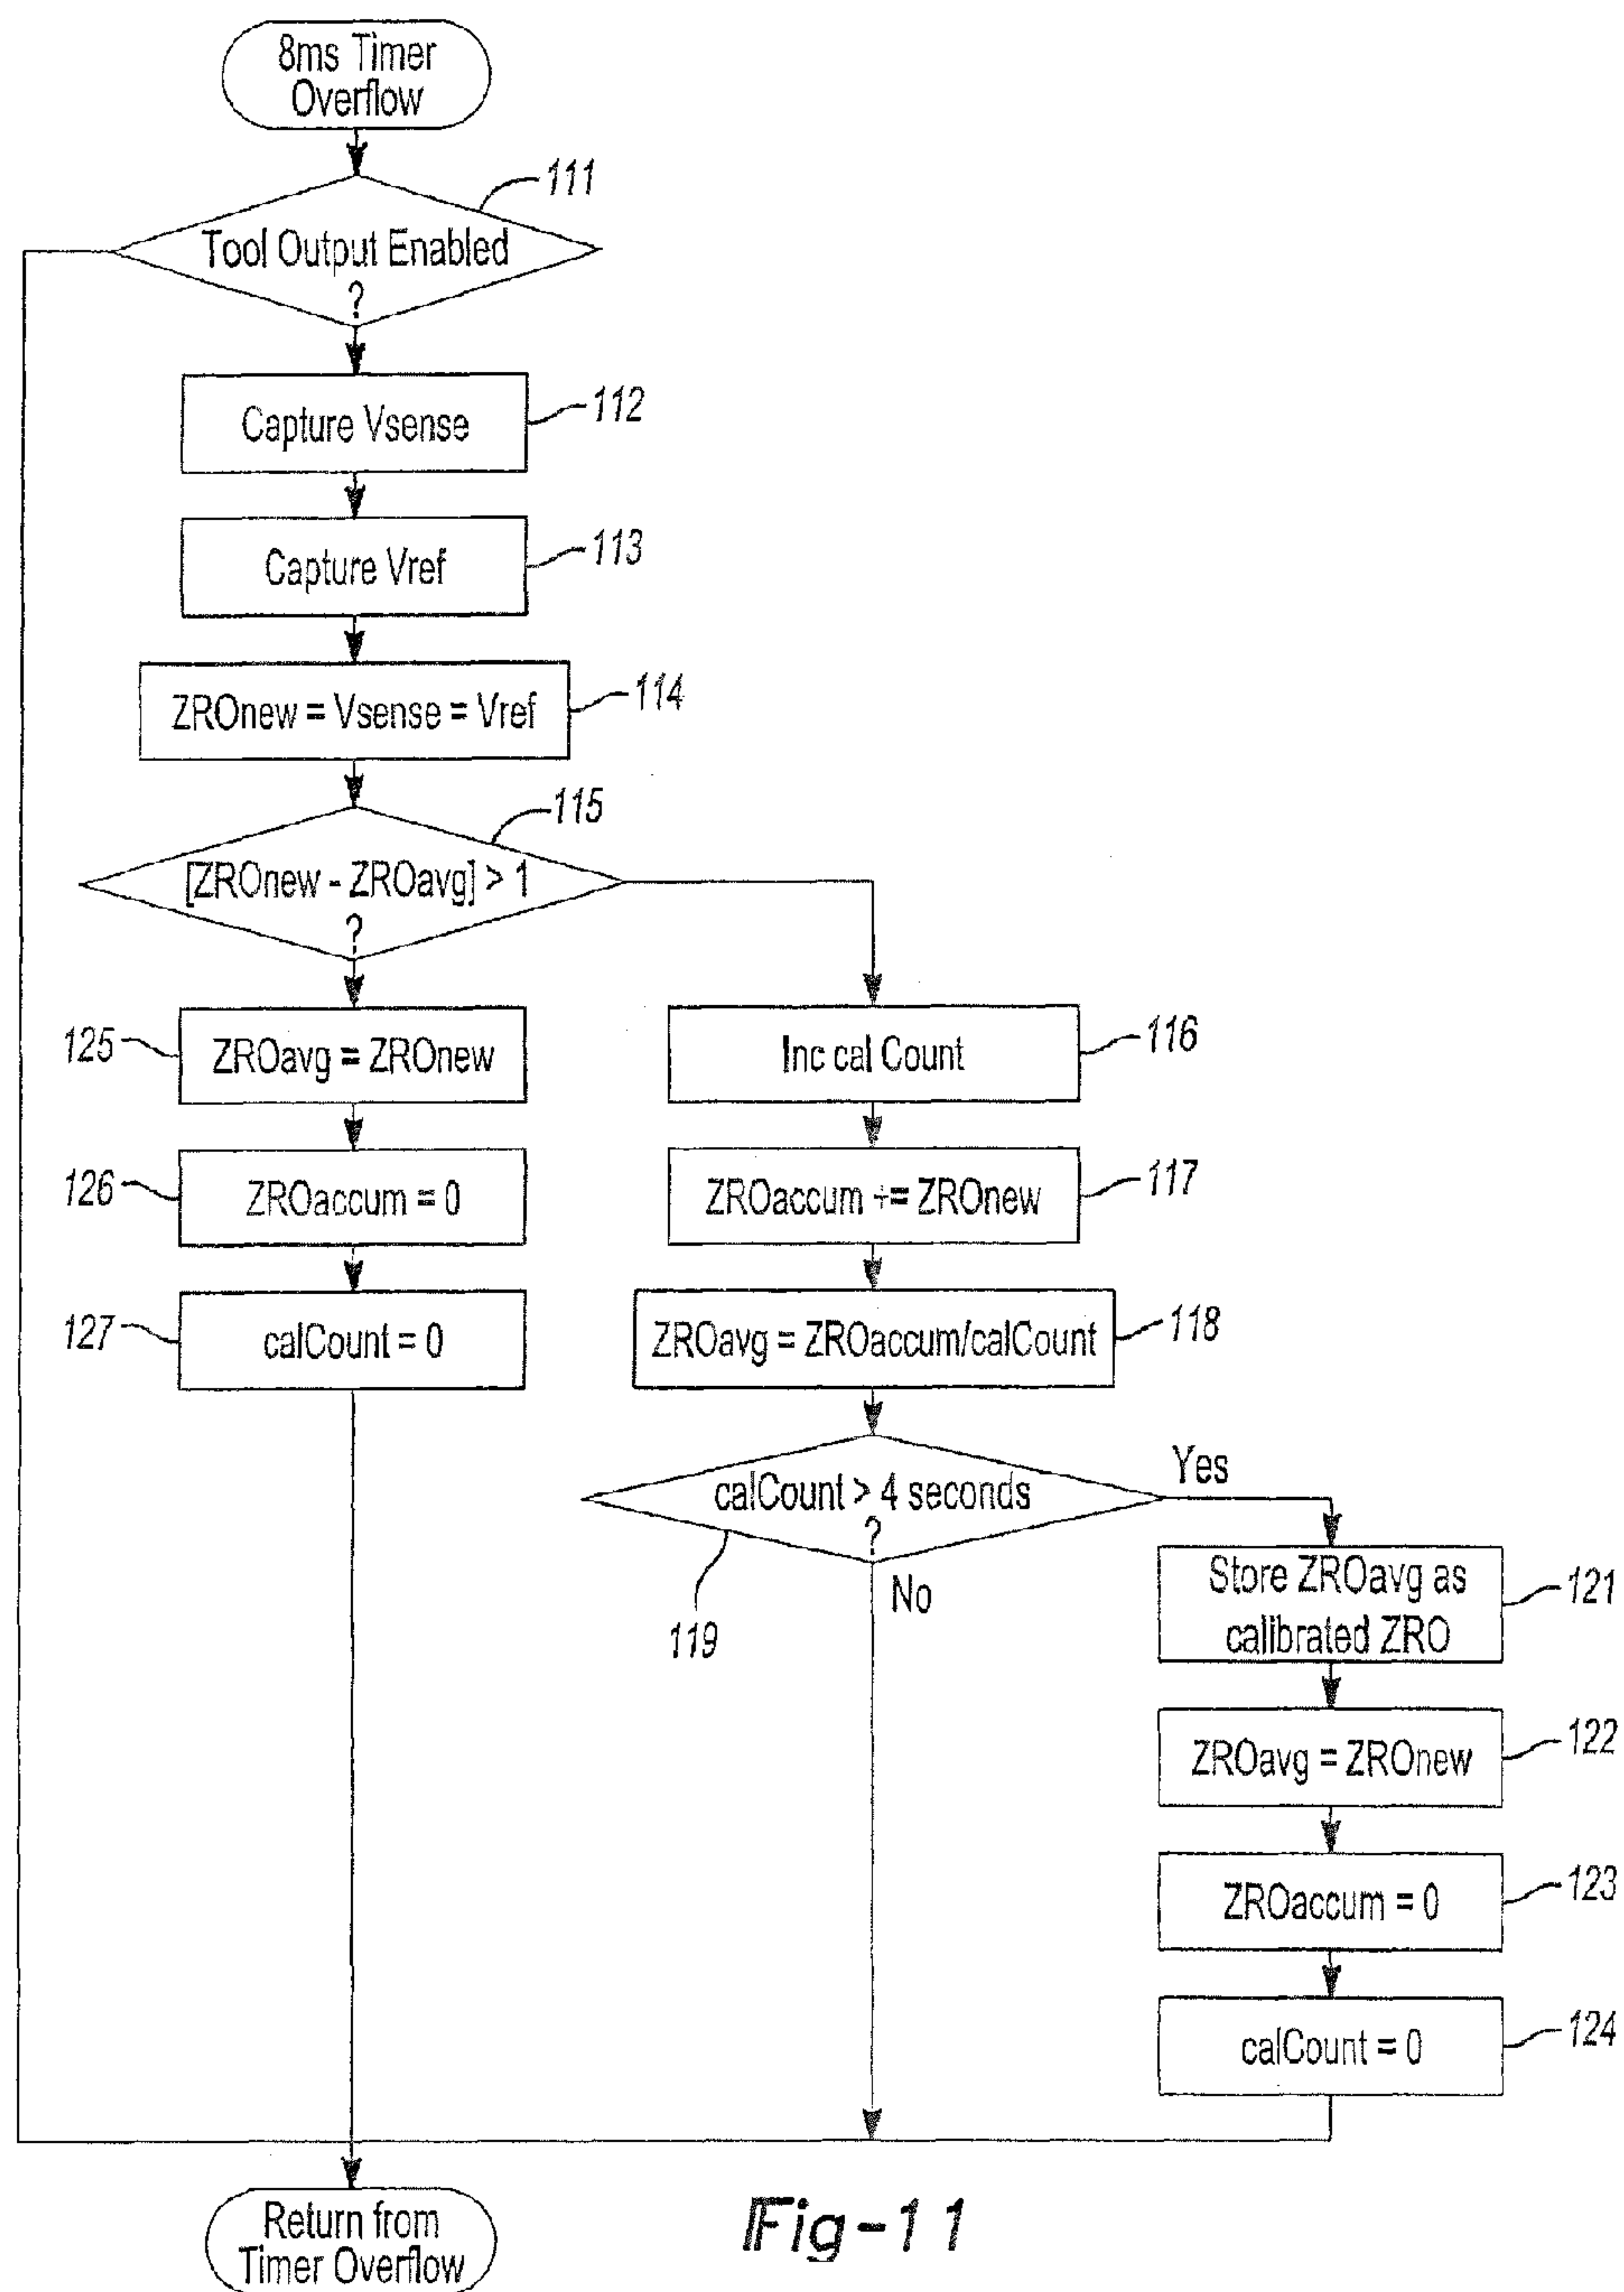 8ms Timer
Overflow
111
Tool Output Enabled
?
Capture Vsense
112
Capture Vref
113
ZROnew = Vsense = Vref
114
115
[ZROnew - ZROavg] > 1
?
125
ZROavg = ZROnew
Inc cal Count
116
126
ZROaccum = 0
ZROaccum += ZROnew
117
127
calCount = 0
ZROavg = ZROaccum/calCount
118
calCount > 4 seconds
?
Yes
No
119
Store ZROavg as
calibrated ZRO
121
ZROavg = ZROnew
122
ZROaccum = 0
123
calCount = 0
124
Return from
Timer Overflow
Fig-11